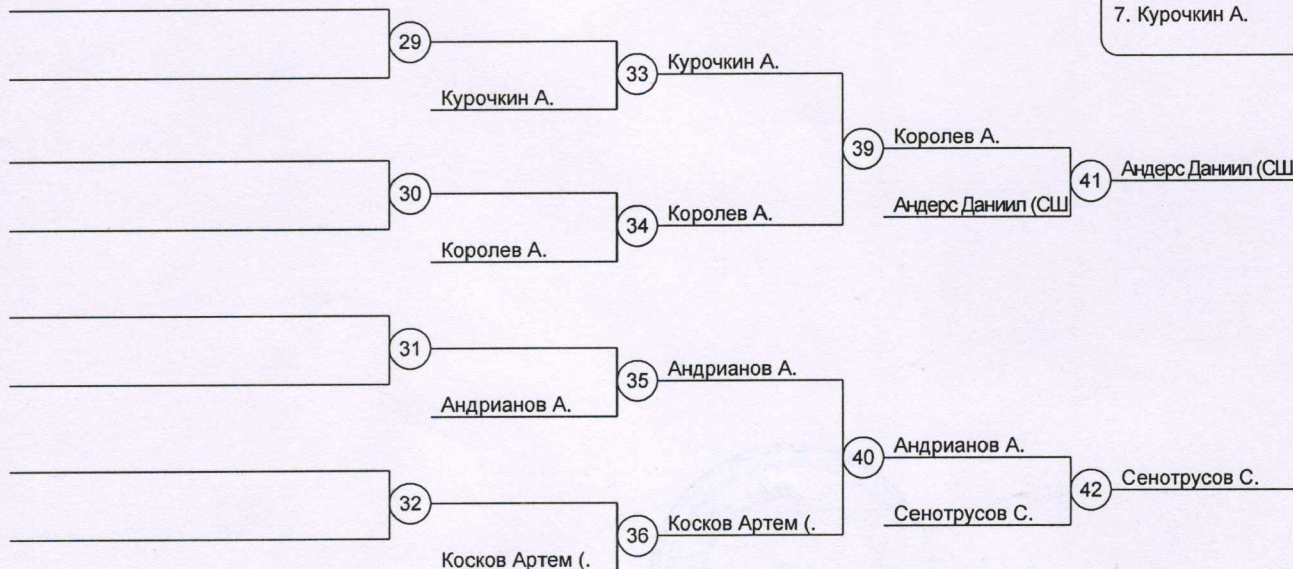 7. Курочкин А.
29
33 Курочкин А.
Курочкин А.
39 Королев А.
41 Андерс Даниил (СШ
30
34 Королев А.
Андерс Даниил (СШ
Королев А.
31
35 Андрианов А.
Андрианов А.
40 Андрианов А.
42 Сенотрусов С.
32
36 Косков Артем (.
Сенотрусов С.
Косков Артем (.